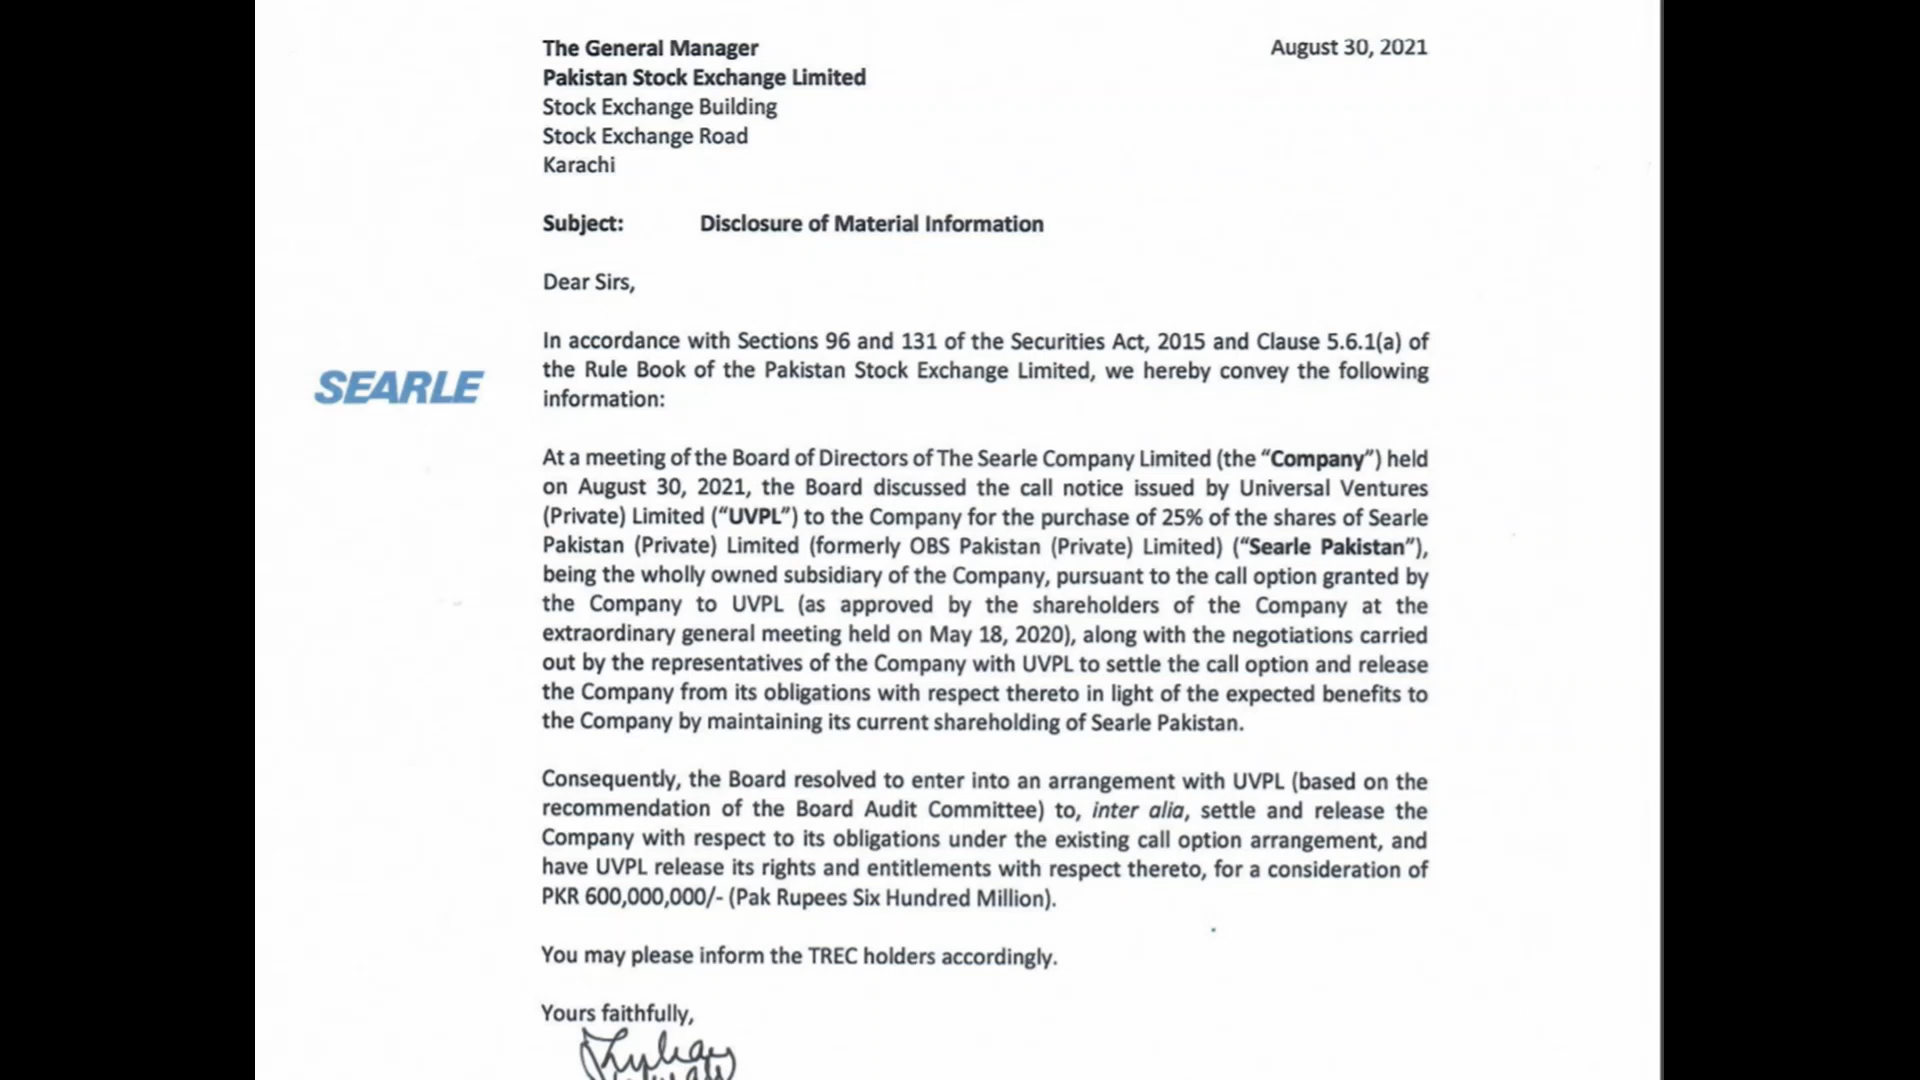 The General Manager
August 30, 2021
Pakistan Stock Exchange Limited
Stock Exchange Building
Stock Exchange Road
Karachi
Subject: Disclosure of Material Information
Dear Sirs,
In accordance with Sections 96 and 131 of the Securities Act, 2015 and Clause 5.6.1(a) of
the Rule Book of the Pakistan Stock Exchange Limited, we hereby convey the following
information:
SEARLE
At a meeting of the Board of Directors of The Searle Company Limited (the “Company”) held
on August 30, 2021, the Board discussed the call notice issued by Universal Ventures
(Private) Limited (“UVPL”) to the Company for the purchase of 25% of the shares of Searle
Pakistan (Private) Limited (formerly OBS Pakistan (Private) Limited) (“Searle Pakistan”),
being the wholly owned subsidiary of the Company, pursuant to the call option granted by
the Company to UVPL (as approved by the shareholders of the Company at the
extraordinary general meeting held on May 18, 2020), along with the negotiations carried
out by the representatives of the Company with UVPL to settle the call option and release
the Company from its obligations with respect thereto in light of the expected benefits to
the Company by maintaining its current shareholding of Searle Pakistan.
Consequently, the Board resolved to enter into an arrangement with UVPL (based on the
recommendation of the Board Audit Committee) to, inter alia, settle and release the
Company with respect to its obligations under the existing call option arrangement, and
have UVPL release its rights and entitlements with respect thereto, for a consideration of
PKR 600,000,000/- (Pak Rupees Six Hundred Million).
You may please inform the TREC holders accordingly.
Yours faithfully,